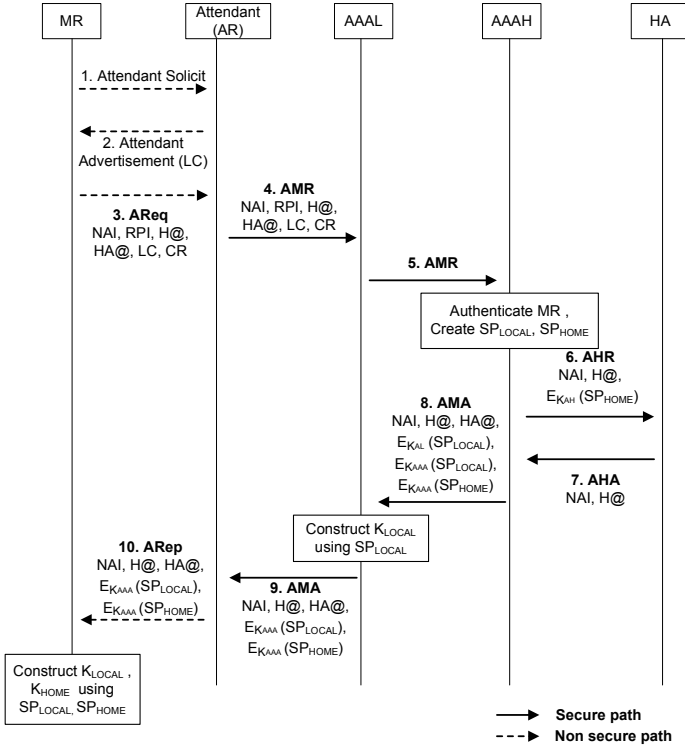 MR
Attendant
(AR)
AAAL
AAAH
HA
1. Attendant Solicit
2. Attendant
Advertisement (LC)
3. AReq
NAI, RPI, H@,
HA@, LC, CR
4. AMR
NAI, RPI, H@,
HA@, LC, CR
5. AMR
Authenticate MR ,
Create SPLOCAL, SPHOME
6. AHR
NAI, H@,
EKAH (SPHOME)
7. AHA
NAI, H@
8. AMA
NAI, H@, HA@,
EKAL (SPLOCAL),
EKAAA (SPLOCAL),
EKAAA (SPHOME)
Construct KLOCAL
using SPLOCAL
9. AMA
NAI, H@, HA@,
EKAAA (SPLOCAL),
EKAAA (SPHOME)
10. ARep
NAI, H@, HA@,
EKAAA (SPLOCAL),
EKAAA (SPHOME)
Construct KLOCAL ,
KHOME using
SPLOCAL, SPHOME
Secure path
Non secure path